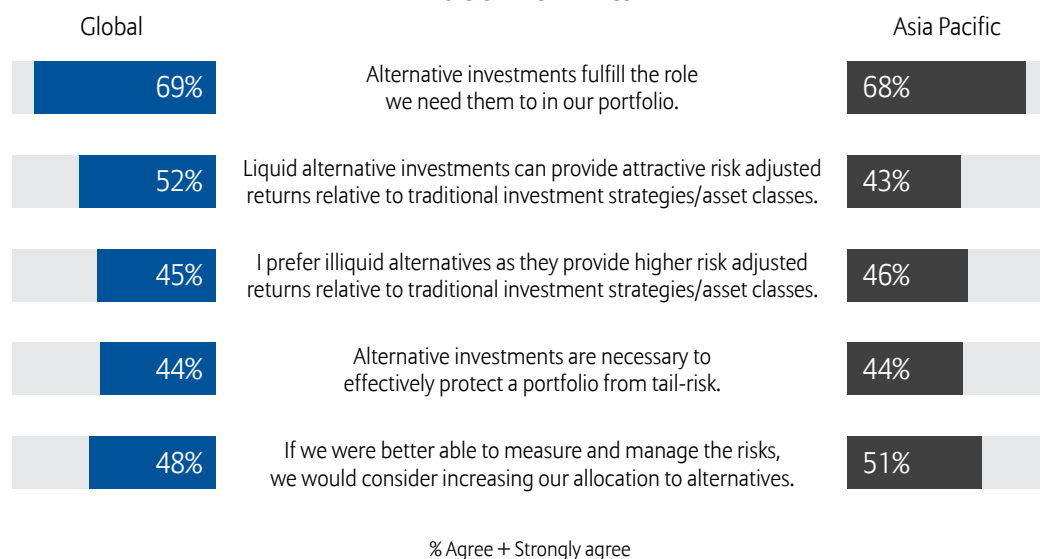 Global
Asia Pacific
69%
Alternative investments fulfill the role
we need them to in our portfolio.
68%
52%
Liquid alternative investments can provide attractive risk adjusted
returns relative to traditional investment strategies/asset classes.
43%
45%
I prefer illiquid alternatives as they provide higher risk adjusted
returns relative to traditional investment strategies/asset classes.
46%
44%
Alternative investments are necessary to
effectively protect a portfolio from tail-risk.
44%
48%
If we were better able to measure and manage the risks,
we would consider increasing our allocation to alternatives.
51%
% Agree + Strongly agree